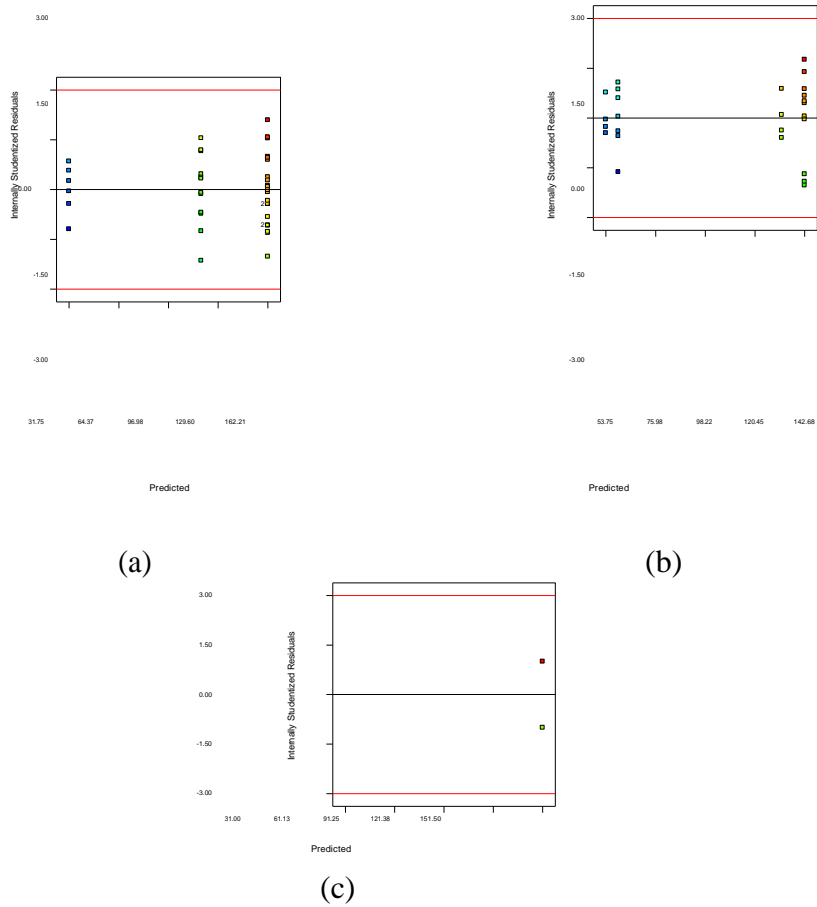 3.00
1.50
0.00
-1.50
-3.00
Internally Studentized Residuals
2
2
31.75 64.37 96.98 129.60 162.21
Predicted
(a)
3.00
1.50
0.00
-1.50
-3.00
Internally Studentized Residuals
53.75 75.98 98.22 120.45 142.68
Predicted
(b)
3.00
1.50
0.00
-1.50
-3.00
Internally Studentized Residuals
31.00 61.13 91.25 121.38 151.50
Predicted
(c)